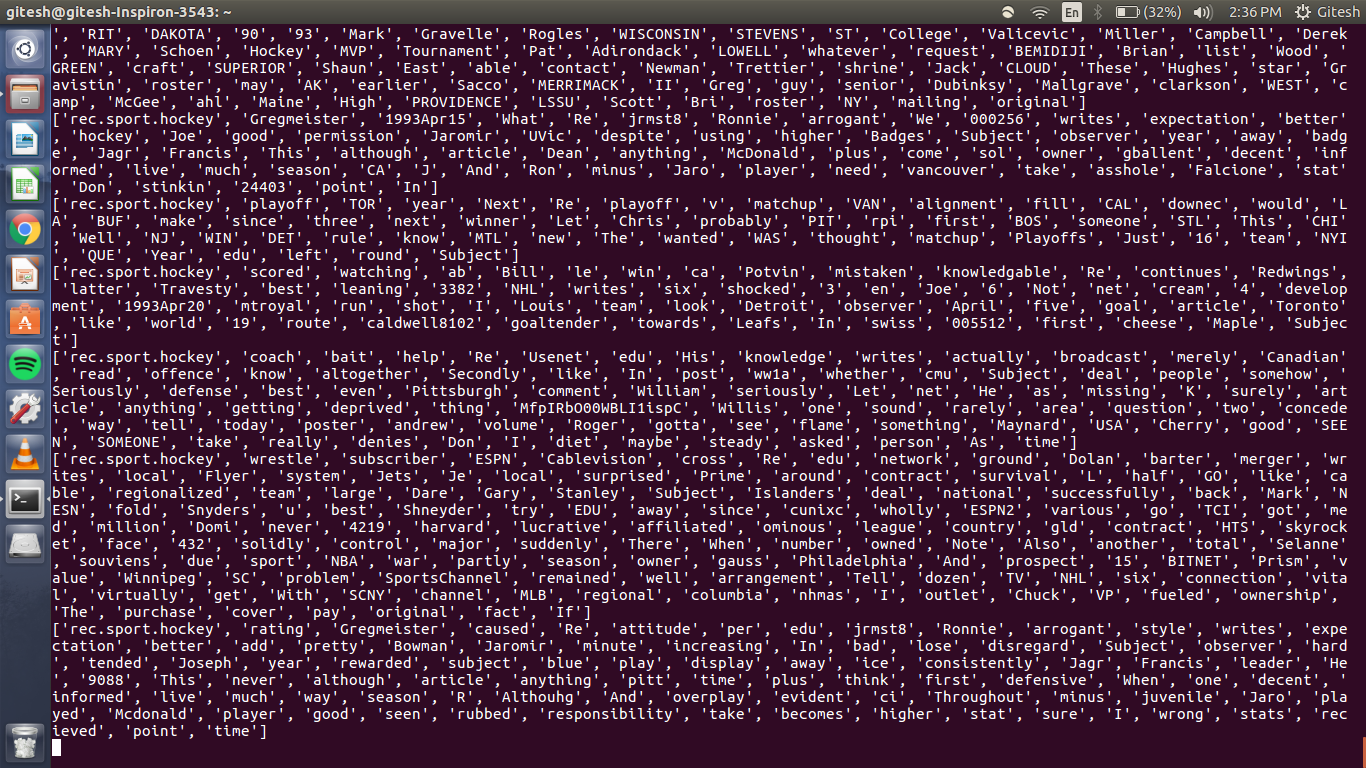 gitesh@gitesh-Inspiron-3543: ~ En (32%) 2:36 PM Gitesh
', 'RIT', 'DAKOTA', '90', '93', 'Mark', 'Gravelle', 'Rogles', 'WISCONSIN', 'STEVENS', 'ST', 'College', 'Valicevic', 'Miller', 'Campbell', 'Derek
', 'MARY', 'Schoen', 'Hockey', 'MVP', 'Tournament', 'Pat', 'Adirondack', 'LOWELL', 'whatever', 'request', 'BEMIDIJI', 'Brian', 'list', 'Wood', '
GREEN', 'craft', 'SUPERIOR', 'Shaun', 'East', 'able', 'contact', 'Newman', 'Trettier', 'shrine', 'Jack', 'CLOUD', 'These', 'Hughes', 'star', 'Gr
avistin', 'roster', 'may', 'AK', 'earlier', 'Sacco', 'MERRIMACK', 'II', 'Greg', 'guy', 'senior', 'Dubinksy', 'Mallgrave', 'clarkson', 'WEST', 'c
amp', 'McGee', 'ahl', 'Maine', 'High', 'PROVIDENCE', 'LSSU', 'Scott', 'Bri', 'roster', 'NY', 'mailing', 'original']
['rec.sport.hockey', 'Gregmeister', '1993Apr15', 'What', 'Re', 'jrmst8', 'Ronnie', 'arrogant', 'We', '000256', 'writes', 'expectation', 'better'
, 'hockey', 'Joe', 'good', 'permission', 'Jaromir', 'UVic', 'despite', 'using', 'higher', 'Badges', 'Subject', 'observer', 'year', 'away', 'badg
e', 'Jagr', 'Francis', 'This', 'although', 'article', 'Dean', 'anything', 'McDonald', 'plus', 'come', 'sol', 'owner', 'gballent', 'decent', 'inf
ormed', 'live', 'much', 'season', 'CA', 'J', 'And', 'Ron', 'minus', 'Jaro', 'player', 'need', 'vancouver', 'take', 'asshole', 'Falcione', 'stat'
, 'Don', 'stinkin', '24403', 'point', 'In']
['rec.sport.hockey', 'playoff', 'TOR', 'year', 'Next', 'Re', 'playoff', 'v', 'matchup', 'VAN', 'alignment', 'fill', 'CAL', 'downec', 'would', 'L
A', 'BUF', 'make', 'since', 'three', 'next', 'winner', 'Let', 'Chris', 'probably', 'PIT', 'rpi', 'first', 'BOS', 'someone', 'STL', 'This', 'CHI'
, 'Well', 'NJ', 'WIN', 'DET', 'rule', 'know', 'MTL', 'new', 'The', 'wanted', 'WAS', 'thought', 'matchup', 'Playoffs', 'Just', '16', 'team', 'NYI
', 'QUE', 'Year', 'edu', 'left', 'round', 'Subject']
['rec.sport.hockey', 'scored', 'watching', 'ab', 'Bill', 'le', 'win', 'ca', 'Potvin', 'mistaken', 'knowledgable', 'Re', 'continues', 'Redwings',
'latter', 'Travesty', 'best', 'leaning', '3382', 'NHL', 'writes', 'six', 'shocked', '3', 'en', 'Joe', '6', 'Not', 'net', 'cream', '4', 'develop
ment', '1993Apr20', 'mtroyal', 'run', 'shot', 'I', 'Louis', 'team', 'look', 'Detroit', 'observer', 'April', 'five', 'goal', 'article', 'Toronto'
, 'like', 'world', '19', 'route', 'caldwell8102', 'goaltender', 'towards', 'Leafs', 'In', 'swiss', '005512', 'first', 'cheese', 'Maple', 'Subjec
t']
['rec.sport.hockey', 'coach', 'bait', 'help', 'Re', 'Usenet', 'edu', 'His', 'knowledge', 'writes', 'actually', 'broadcast', 'merely', 'Canadian'
, 'read', 'offence', 'know', 'altogether', 'Secondly', 'like', 'In', 'post', 'ww1a', 'whether', 'cmu', 'Subject', 'deal', 'people', 'somehow', '
Seriously', 'defense', 'best', 'even', 'Pittsburgh', 'comment', 'William', 'seriously', 'Let', 'net', 'He', 'as', 'missing', 'K', 'surely', 'art
icle', 'anything', 'getting', 'deprived', 'thing', 'MfpIRbO00WBLI1ispC', 'Willis', 'one', 'sound', 'rarely', 'area', 'question', 'two', 'concede
', 'way', 'tell', 'today', 'poster', 'andrew', 'volume', 'Roger', 'gotta', 'see', 'flame', 'something', 'Maynard', 'USA', 'Cherry', 'good', 'SEE
N', 'SOMEONE', 'take', 'really', 'denies', 'Don', 'I', 'diet', 'maybe', 'steady', 'asked', 'person', 'As', 'time']
['rec.sport.hockey', 'wrestle', 'subscriber', 'ESPN', 'Cablevision', 'cross', 'Re', 'edu', 'network', 'ground', 'Dolan', 'barter', 'merger', 'wr
ites', 'local', 'Flyer', 'system', 'Jets', 'Je', 'local', 'surprised', 'Prime', 'around', 'contract', 'survival', 'L', 'half', 'GO', 'like', 'ca
ble', 'regionalized', 'team', 'large', 'Dare', 'Gary', 'Stanley', 'Subject', 'Islanders', 'deal', 'national', 'successfully', 'back', 'Mark', 'N
ESN', 'fold', 'Snyders', 'u', 'best', 'Shneyder', 'try', 'EDU', 'away', 'since', 'cunixc', 'wholly', 'ESPN2', 'various', 'go', 'TCI', 'got', 'me
d', 'million', 'Domi', 'never', '4219', 'harvard', 'lucrative', 'affiliated', 'ominous', 'league', 'country', 'gld', 'contract', 'HTS', 'skyrock
et', 'face', '432', 'solidly', 'control', 'major', 'suddenly', 'There', 'When', 'number', 'owned', 'Note', 'Also', 'another', 'total', 'Selanne'
, 'souviens', 'due', 'sport', 'NBA', 'war', 'partly', 'season', 'owner', 'gauss', 'Philadelphia', 'And', 'prospect', '15', 'BITNET', 'Prism', 'v
alue', 'Winnipeg', 'SC', 'problem', 'SportsChannel', 'remained', 'well', 'arrangement', 'Tell', 'dozen', 'TV', 'NHL', 'six', 'connection', 'vita
l', 'virtually', 'get', 'With', 'SCNY', 'channel', 'MLB', 'regional', 'columbia', 'nhmas', 'I', 'outlet', 'Chuck', 'VP', 'fueled', 'ownership',
'The', 'purchase', 'cover', 'pay', 'original', 'fact', 'If']
['rec.sport.hockey', 'rating', 'Gregmeister', 'caused', 'Re', 'attitude', 'per', 'edu', 'jrmst8', 'Ronnie', 'arrogant', 'style', 'writes', 'expe
ctation', 'better', 'add', 'pretty', 'Bowman', 'Jaromir', 'minute', 'increasing', 'In', 'bad', 'lose', 'disregard', 'Subject', 'observer', 'hard
', 'tended', 'Joseph', 'year', 'rewarded', 'subject', 'blue', 'play', 'display', 'away', 'ice', 'consistently', 'Jagr', 'Francis', 'leader', 'He
', '9088', 'This', 'never', 'although', 'article', 'anything', 'pitt', 'time', 'plus', 'think', 'first', 'defensive', 'When', 'one', 'decent', '
informed', 'live', 'much', 'way', 'season', 'R', 'Althouhg', 'And', 'overplay', 'evident', 'ci', 'Throughout', 'minus', 'juvenile', 'Jaro', 'pla
yed', 'Mcdonald', 'player', 'good', 'seen', 'rubbed', 'responsibility', 'take', 'becomes', 'higher', 'stat', 'sure', 'I', 'wrong', 'stats', 'rec
ieved', 'point', 'time']